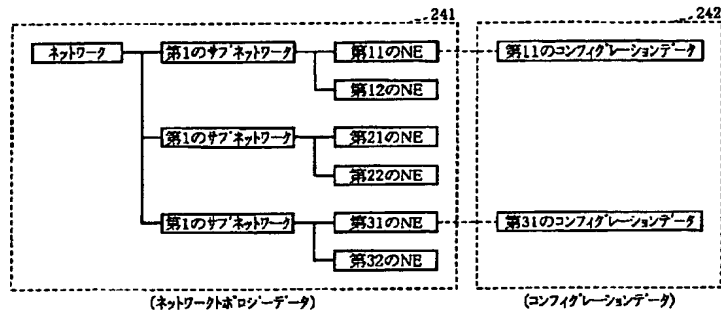 241
242
ネットワーク
第1のサブネットワーク
第11のNE
第11のコンフィグレーションデータ
第12のNE
第1のサブネットワーク
第21のNE
第22のNE
第1のサブネットワーク
第31のNE
第31のコンフィグレーションデータ
第32のNE
(ネットワークトポロジーデータ)
(コンフィグレーションデータ)